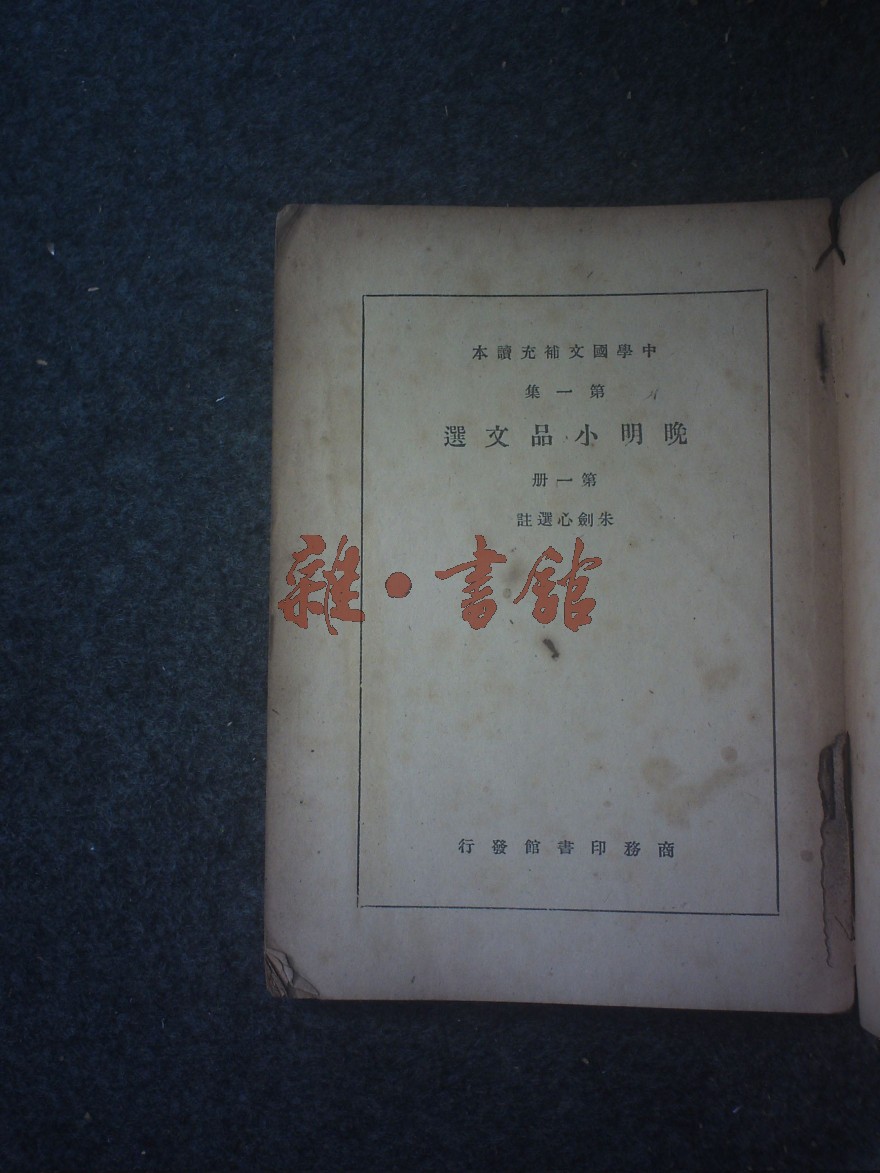 中學國文補充讀本
第一集
晚明小品文選
第一册
朱劍心選註
雜·書館
商務印書館發行